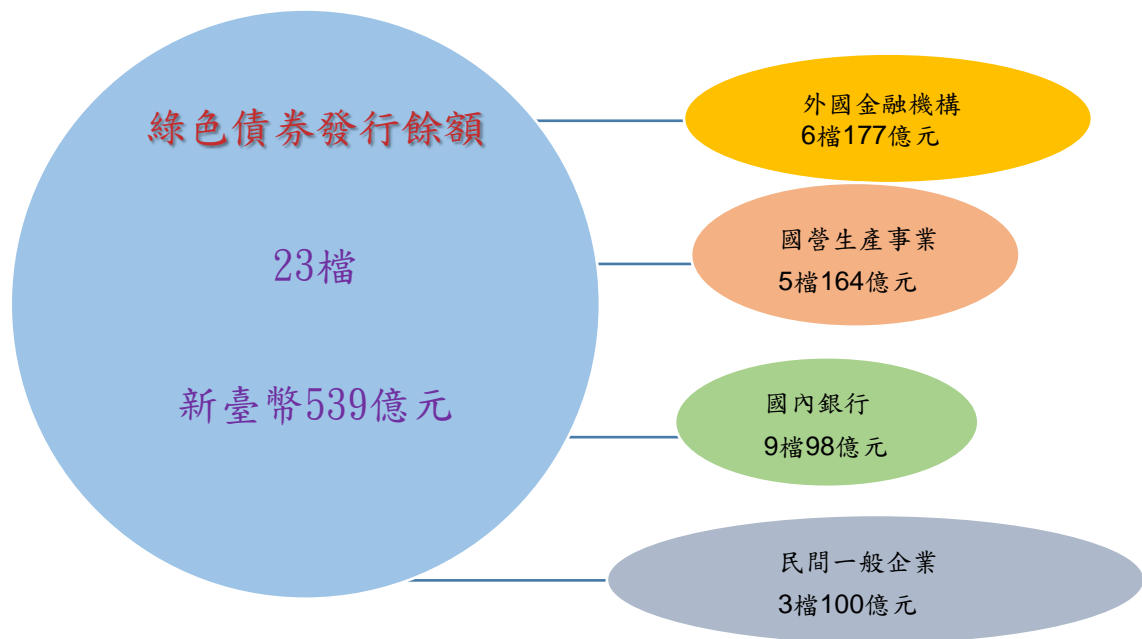 綠色債券發行餘額
23檔
新臺幣539億元
外國金融機構
6檔177億元
國營生產事業
5檔164億元
國內銀行
9檔98億元
民間一般企業
3檔100億元